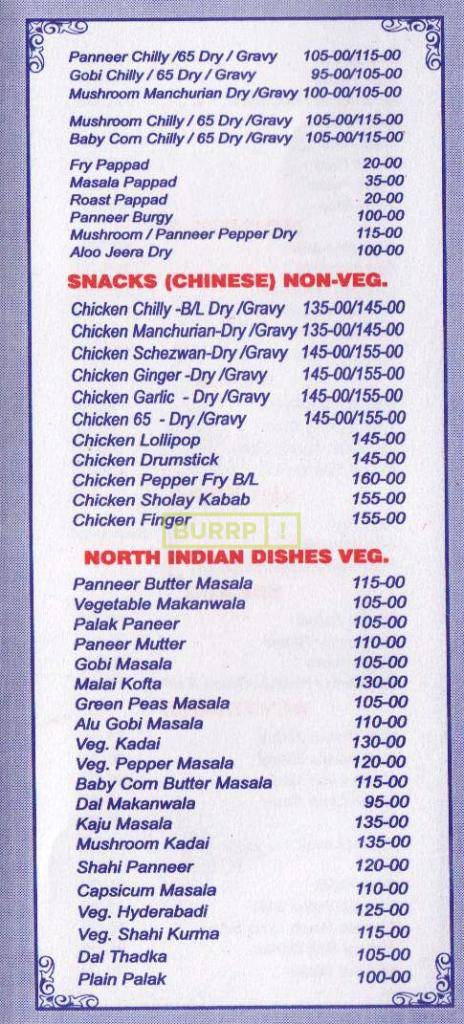 Panneer Chilly /65 Dry / Gravy 105-00/115-00
Gobi Chilly / 65 Dry / Gravy 95-00/105-00
Mushroom Manchurian Dry /Gravy 100-00/105-00
Mushroom Chilly / 65 Dry /Gravy 105-00/115-00
Baby Corn Chilly / 65 Dry /Gravy 105-00/115-00
Fry Pappad 20-00
Masala Pappad 35-00
Roast Pappad 20-00
Panneer Burgy 100-00
Mushroom / Panneer Pepper Dry 115-00
Aloo Jeera Dry 100-00
SNACKS (CHINESE) NON-VEG.
Chicken Chilly -B/L Dry /Gravy 135-00/145-00
Chicken Manchurian-Dry /Gravy 135-00/145-00
Chicken Schezwan-Dry /Gravy 145-00/155-00
Chicken Ginger -Dry /Gravy 145-00/155-00
Chicken Garlic - Dry /Gravy 145-00/155-00
Chicken 65 - Dry /Gravy 145-00/155-00
Chicken Lollipop 145-00
Chicken Drumstick 145-00
Chicken Pepper Fry B/L 160-00
Chicken Sholay Kabab 155-00
Chicken Finger 155-00
BURRP !
NORTH INDIAN DISHES VEG.
Panneer Butter Masala 115-00
Vegetable Makanwala 105-00
Palak Paneer 105-00
Paneer Mutter 110-00
Gobi Masala 105-00
Malai Kofta 130-00
Green Peas Masala 105-00
Alu Gobi Masala 110-00
Veg. Kadai 130-00
Veg. Pepper Masala 120-00
Baby Corn Butter Masala 115-00
Dal Makanwala 95-00
Kaju Masala 135-00
Mushroom Kadai 135-00
Shahi Panneer 120-00
Capsicum Masala 110-00
Veg. Hyderabadi 125-00
Veg. Shahi Kurma 115-00
Dal Thadka 105-00
Plain Palak 100-00